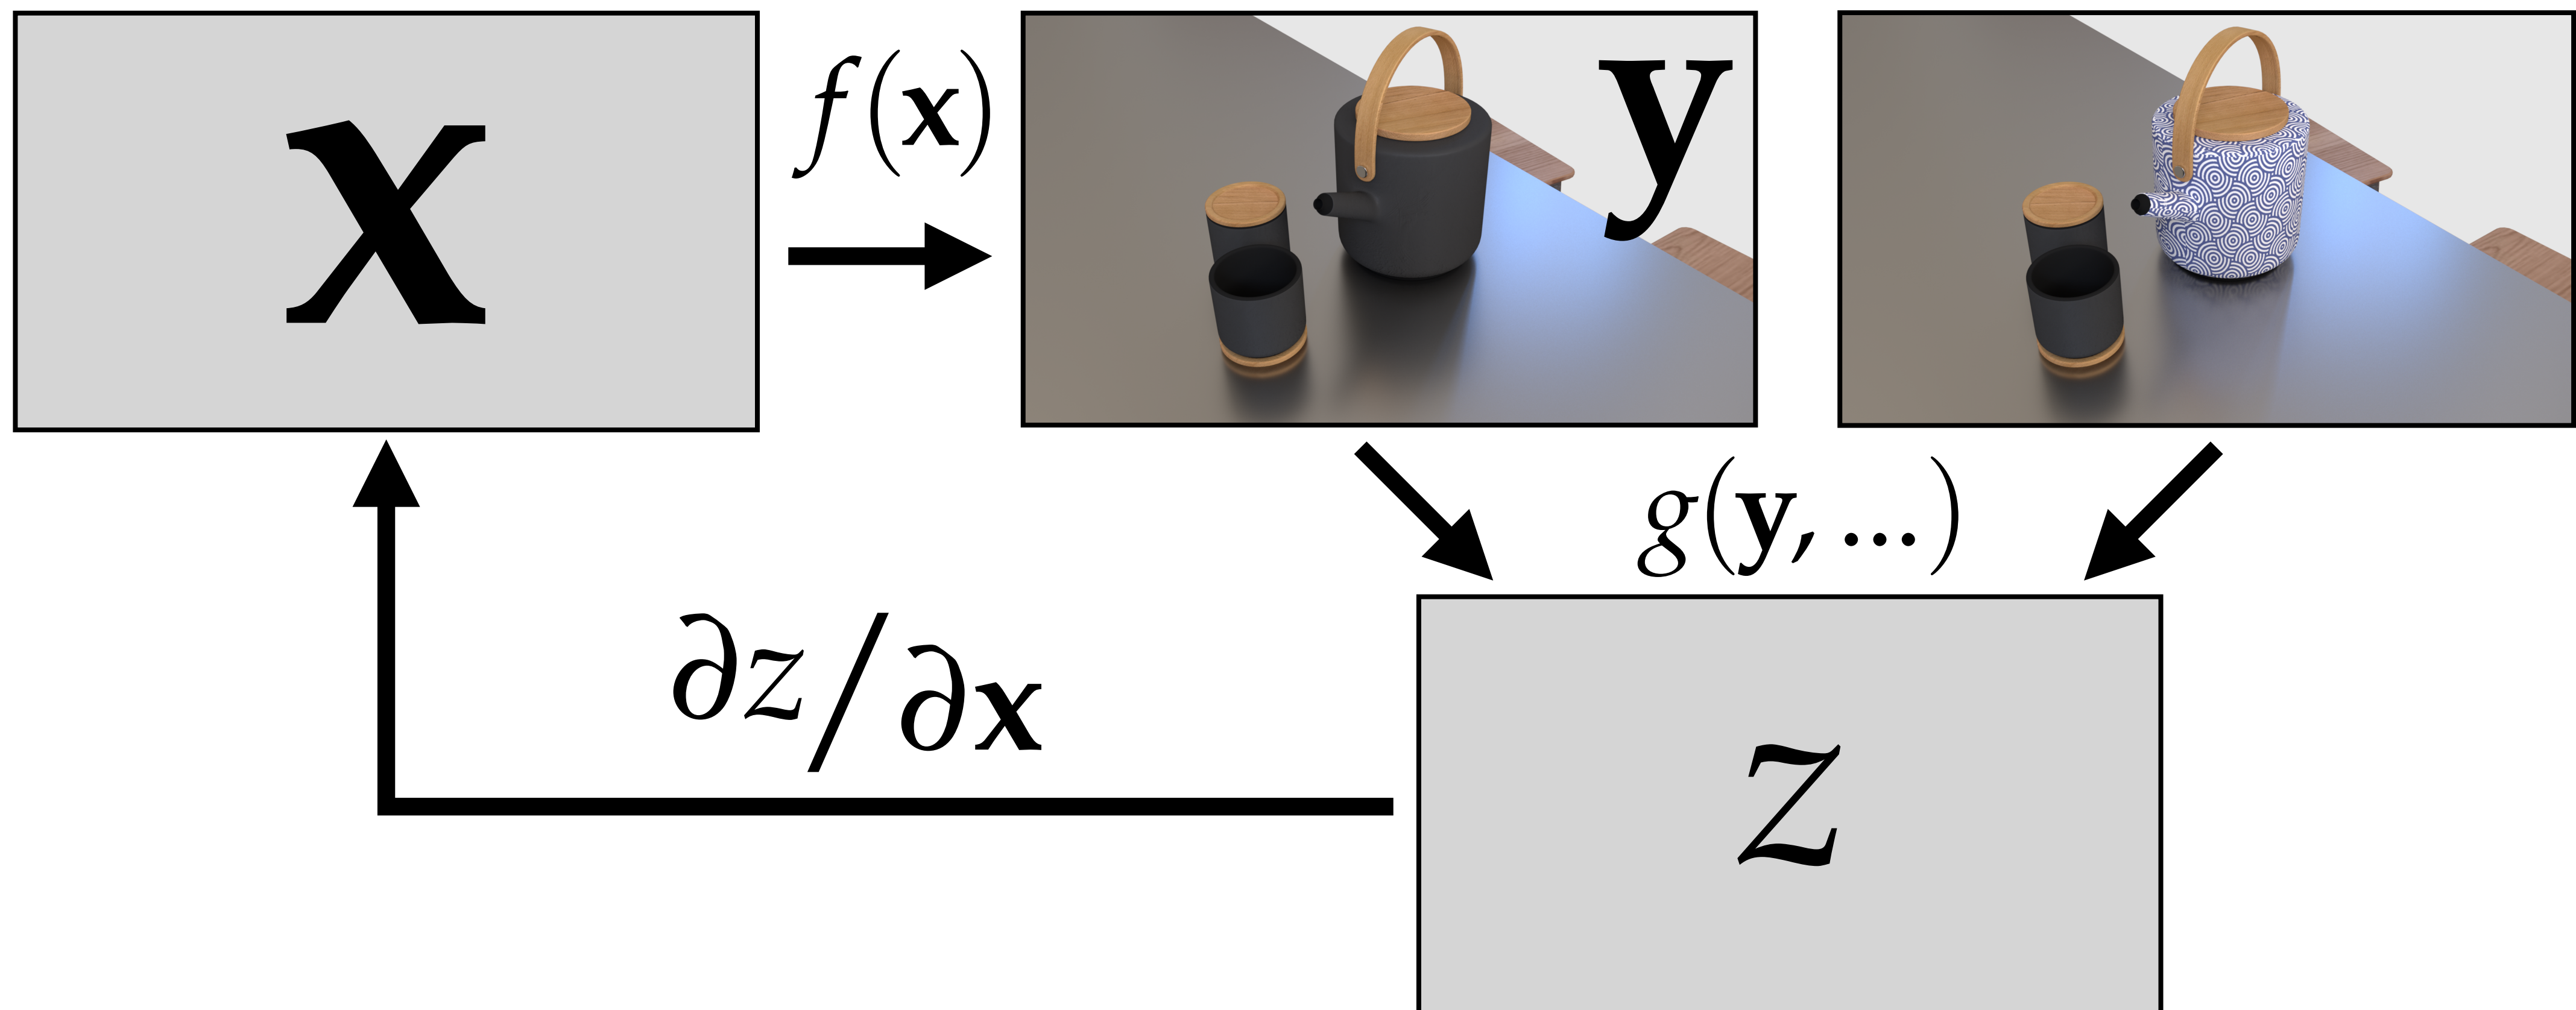 x
f(x)
y
g(y, ...)
∂z/∂x
z